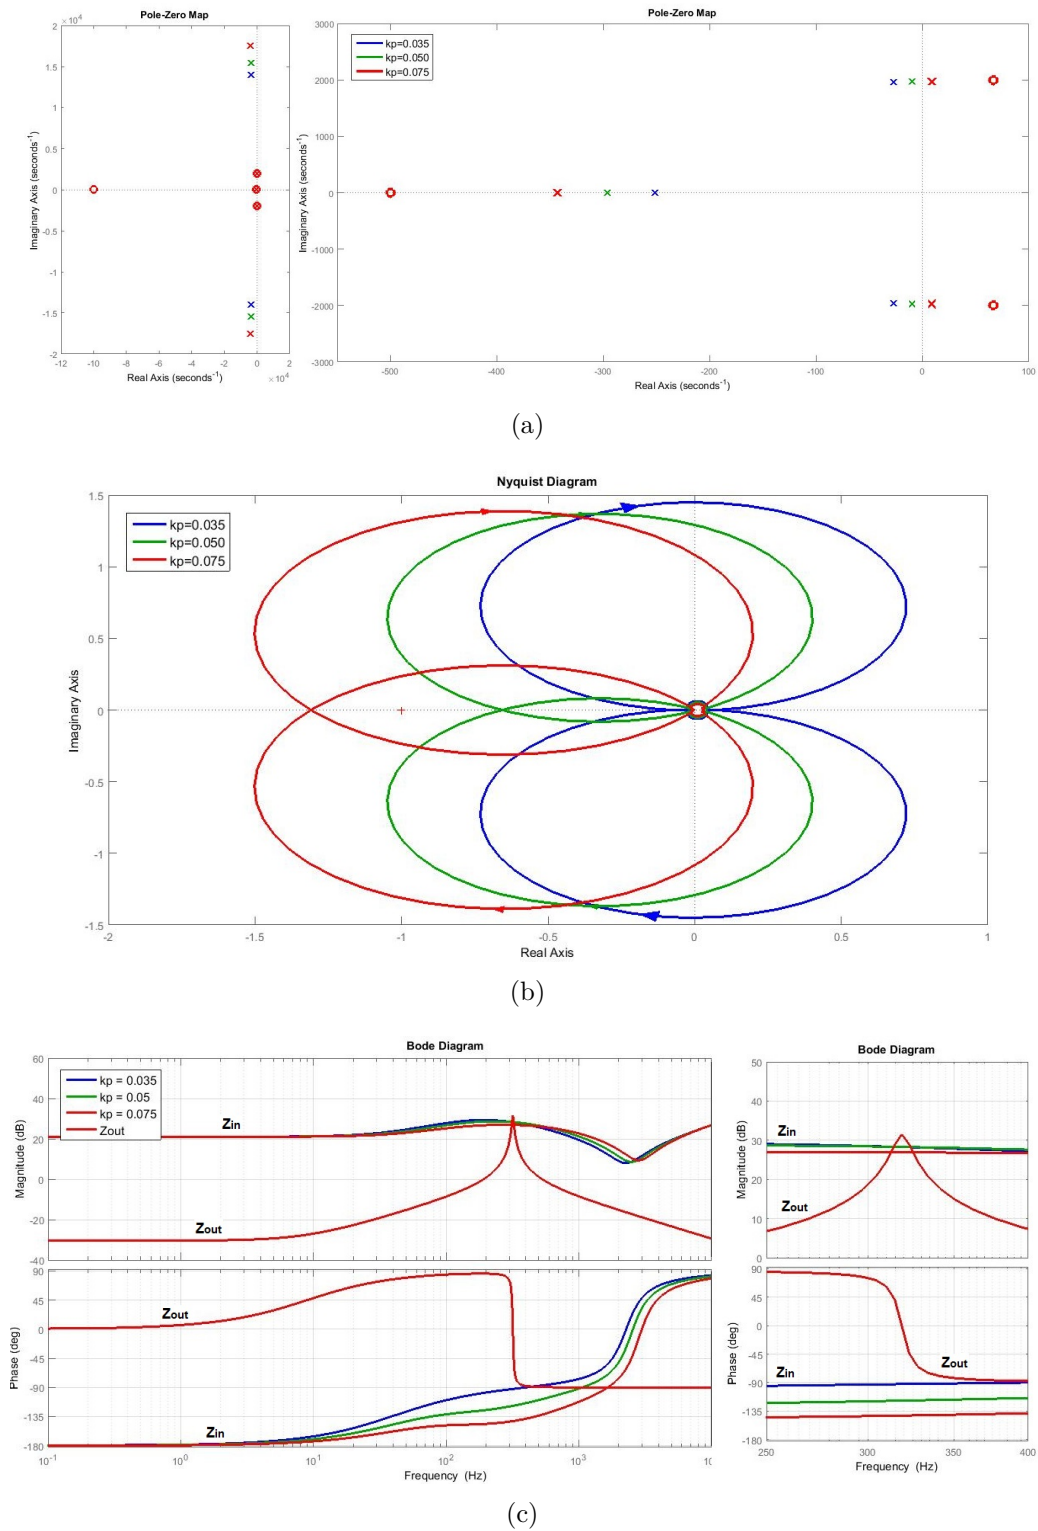 Pole-Zero Map
2 ×10⁴
1.5
1
0.5
0
-0.5
-1
-1.5
-2
-12 -10 -8 -6 -4 -2 0 2
×10⁴
Imaginary Axis (seconds⁻¹)
Real Axis (seconds⁻¹)
Pole-Zero Map
kp=0.035
kp=0.050
kp=0.075
3000
2000
1000
0
-1000
-2000
-3000
-500 -400 -300 -200 -100 0 100
Imaginary Axis (seconds⁻¹)
Real Axis (seconds⁻¹)
(a)
Nyquist Diagram
kp=0.035
kp=0.050
kp=0.075
1.5
1
0.5
0
-0.5
-1
-1.5
-2 -1.5 -1 -0.5 0 0.5 1
Imaginary Axis
Real Axis
(b)
Bode Diagram
kp = 0.035
kp = 0.05
kp = 0.075
Zout
60
40
20
0
-20
-40
Magnitude (dB)
Zin
Zout
90
45
0
-45
-90
-135
-180
Phase (deg)
Zout
Zin
10⁻¹ 10⁰ 10¹ 10² 10³ 10
Frequency (Hz)
Bode Diagram
50
40
30
20
10
0
Magnitude (dB)
Zin
Zout
90
45
0
-45
-90
-135
-180
Phase (deg)
Zin
Zout
250 300 350 400
Frequency (Hz)
(c)